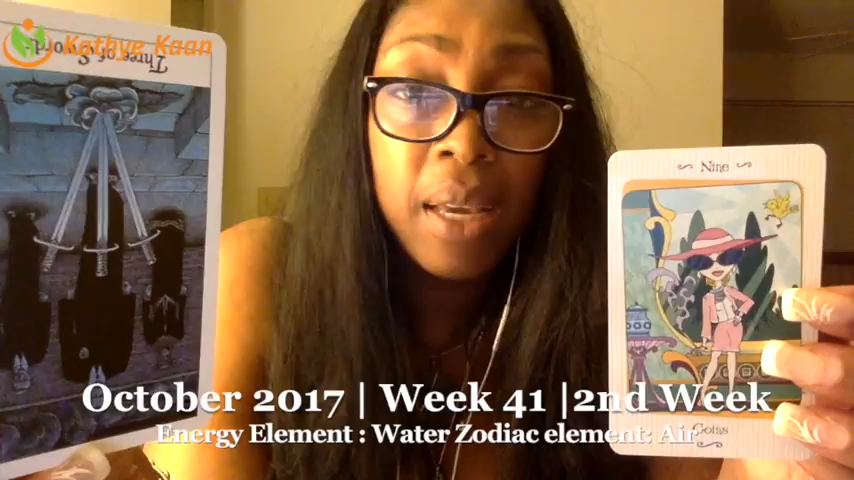 Kathye Kaan
Three of Swords
Nine
October 2017 | Week 41 |2nd Week
Energy Element : Water Zodiac element: Air
Coins